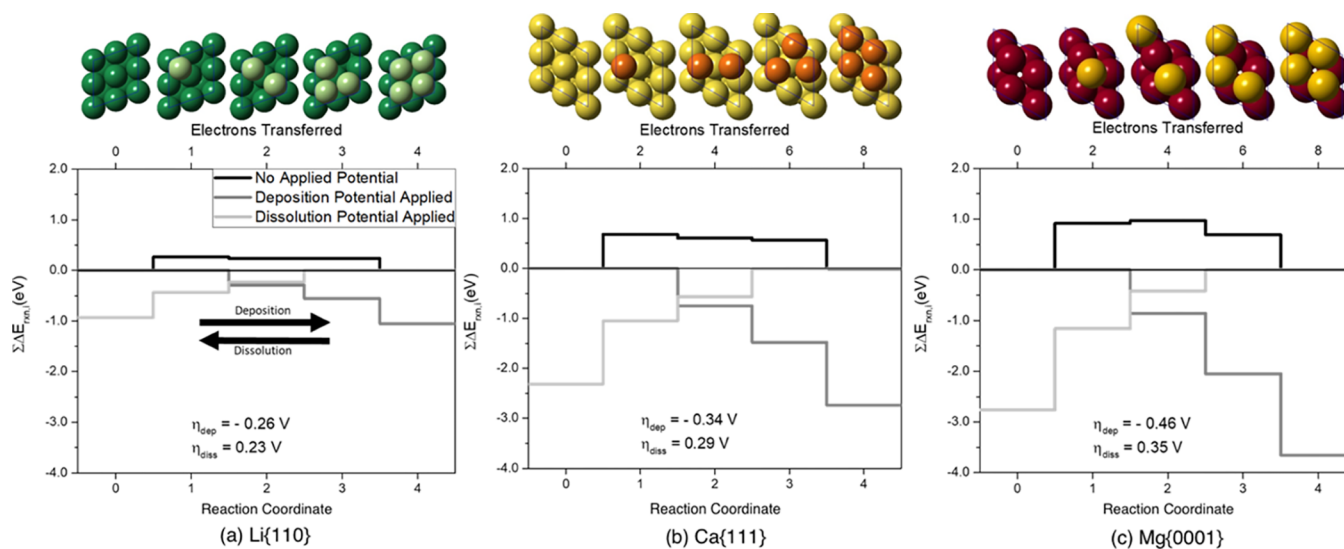 Electrons Transferred
0 1 2 3 4
2.0
1.0
0.0
-1.0
-2.0
-3.0
-4.0
ΣΔE_rxn,i (eV)
No Applied Potential
Deposition Potential Applied
Dissolution Potential Applied
Deposition
Dissolution
η_dep = - 0.26 V
η_diss = 0.23 V
0 1 2 3 4
Reaction Coordinate
(a) Li{110}
Electrons Transferred
0 2 4 6 8
2.0
1.0
0.0
-1.0
-2.0
-3.0
-4.0
ΣΔE_rxn,i (eV)
η_dep = - 0.34 V
η_diss = 0.29 V
0 1 2 3 4
Reaction Coordinate
(b) Ca{111}
Electrons Transferred
0 2 4 6 8
2.0
1.0
0.0
-1.0
-2.0
-3.0
-4.0
ΣΔE_rxn,i (eV)
η_dep = - 0.46 V
η_diss = 0.35 V
0 1 2 3 4
Reaction Coordinate
(c) Mg{0001}